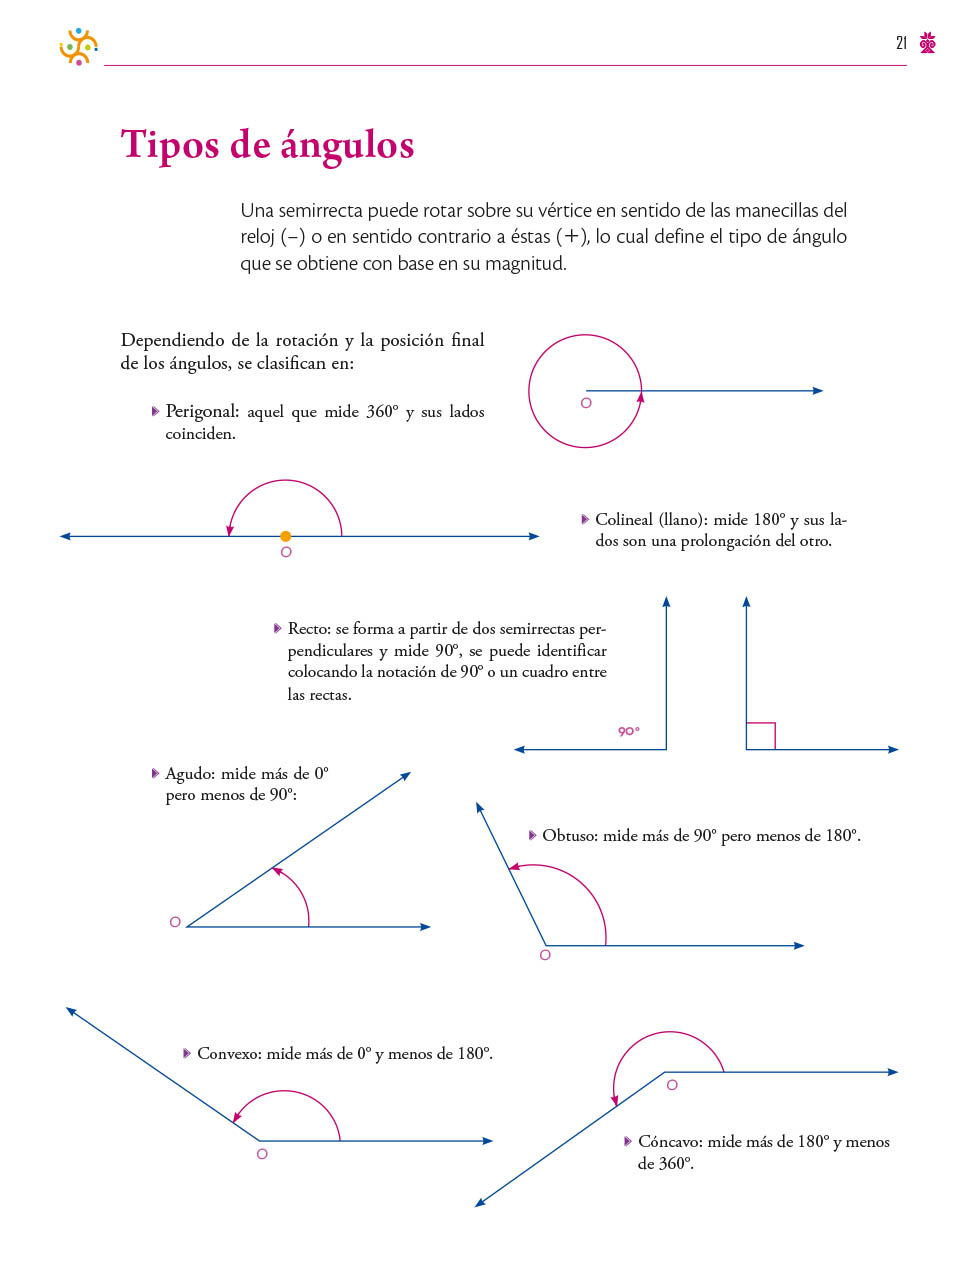 21
Tipos de ángulos
Una semirrecta puede rotar sobre su vértice en sentido de las manecillas del
reloj (–) o en sentido contrario a éstas (+), lo cual define el tipo de ángulo
que se obtiene con base en su magnitud.
Dependiendo de la rotación y la posición final
de los ángulos, se clasifican en:
Perigonal: aquel que mide 360° y sus lados
coinciden.
O
O
Colineal (llano): mide 180° y sus la-
dos son una prolongación del otro.
Recto: se forma a partir de dos semirrectas per-
pendiculares y mide 90°, se puede identificar
colocando la notación de 90° o un cuadro entre
las rectas.
90°
Agudo: mide más de 0°
pero menos de 90°:
O
Obtuso: mide más de 90° pero menos de 180°.
O
Convexo: mide más de 0° y menos de 180°.
O
O
Cóncavo: mide más de 180° y menos
de 360°.